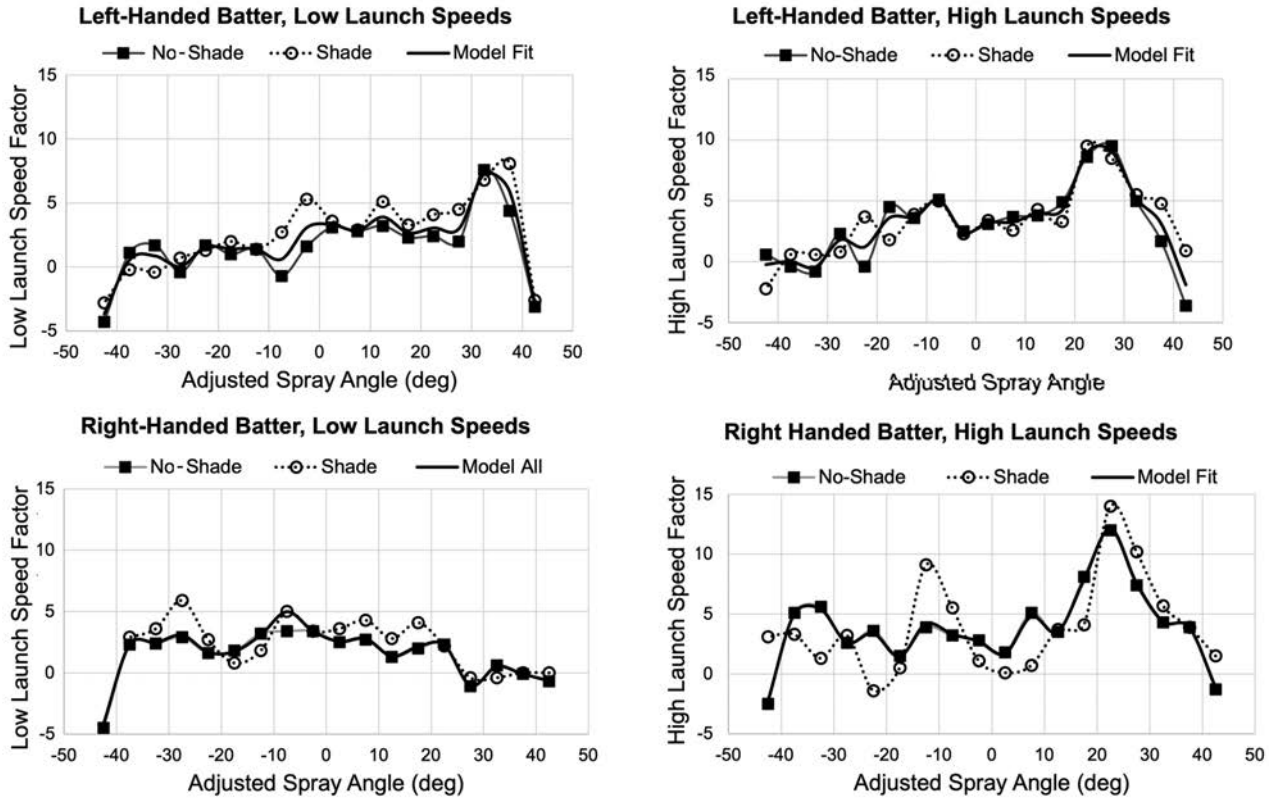 Left-Handed Batter, Low Launch Speeds
No-Shade Shade Model Fit
Low Launch Speed Factor
15
10
5
0
-5
-50 -40 -30 -20 -10 0 10 20 30 40 50
Adjusted Spray Angle (deg)
Left-Handed Batter, High Launch Speeds
No-Shade Shade Model Fit
High Launch Speed Factor
15
10
5
0
-5
-50 -40 -30 -20 -10 0 10 20 30 40 50
Adjusted Spray Angle
Right-Handed Batter, Low Launch Speeds
No-Shade Shade Model All
Low Launch Speed Factor
15
10
5
0
-5
-50 -40 -30 -20 -10 0 10 20 30 40 50
Adjusted Spray Angle (deg)
Right Handed Batter, High Launch Speeds
No-Shade Shade Model Fit
High Launch Speed Factor
15
10
5
0
-5
-50 -40 -30 -20 -10 0 10 20 30 40 50
Adjusted Spray Angle (deg)